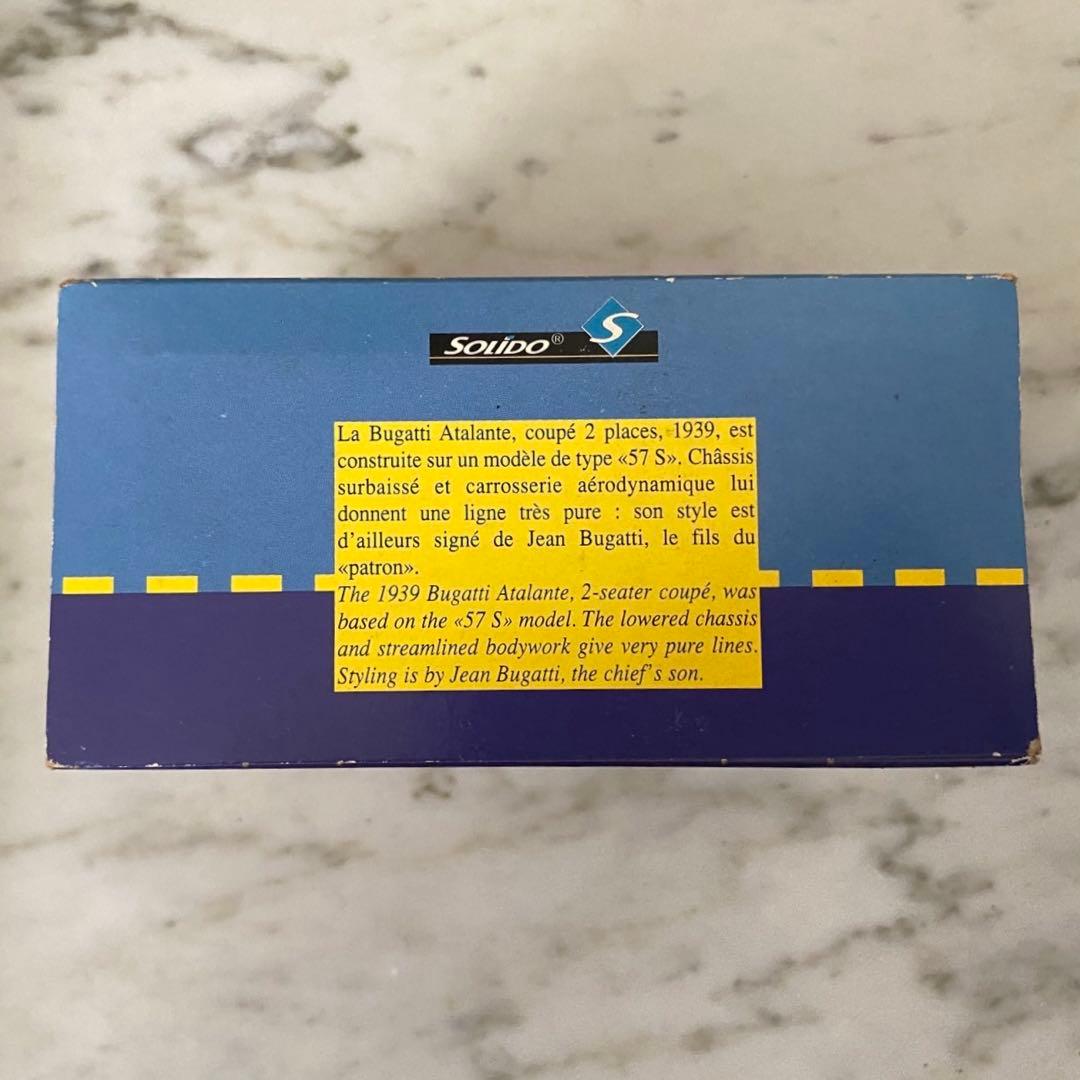 SOLIDO® S
La Bugatti Atalante, coupé 2 places, 1939, est
construite sur un modèle de type «57 S». Châssis
surbaissé et carrosserie aérodynamique lui
donnent une ligne très pure : son style est
d'ailleurs signé de Jean Bugatti, le fils du
«patron».
The 1939 Bugatti Atalante, 2-seater coupé, was
based on the «57 S» model. The lowered chassis
and streamlined bodywork give very pure lines.
Styling is by Jean Bugatti, the chief's son.